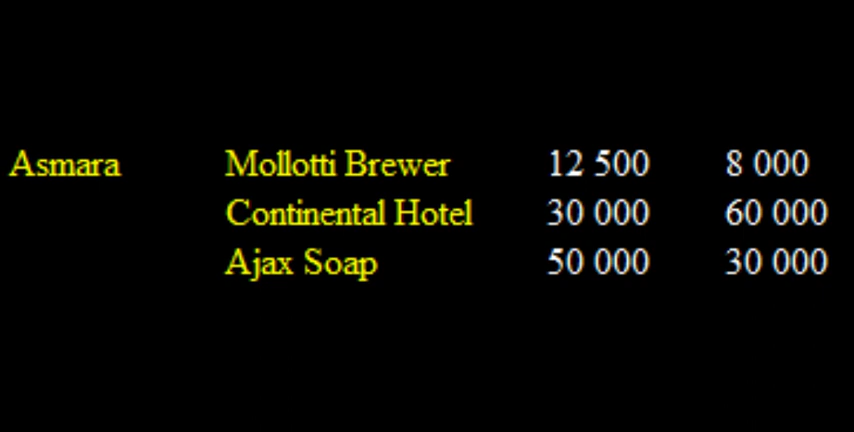 Asmara Mollotti Brewer 12 500 8 000
Continental Hotel 30 000 60 000
Ajax Soap 50 000 30 000